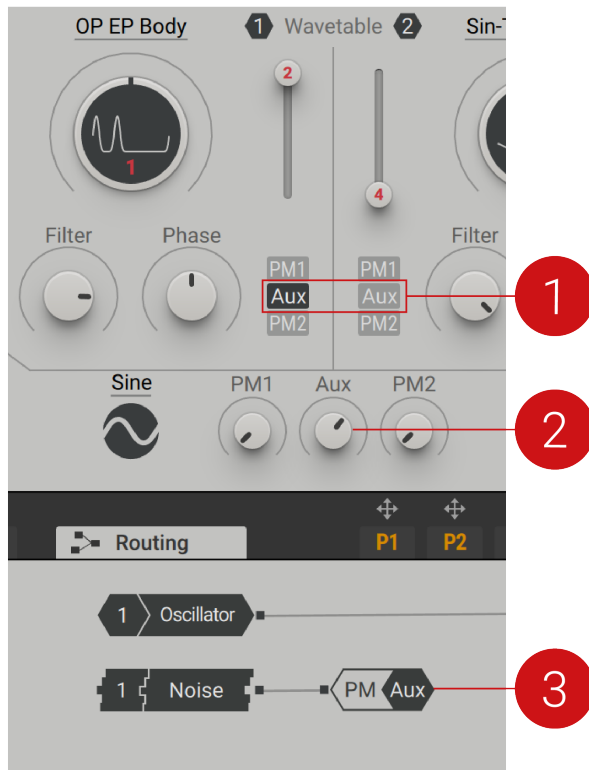 OP EP Body
1 Wavetable 2
Sin-
2
1
4
Filter
Phase
Filter
PM1
Aux
PM2
PM1
Aux
PM2
1
Sine
PM1
Aux
PM2
2
Routing
P1
P2
1 Oscillator
1 Noise
PM Aux
3